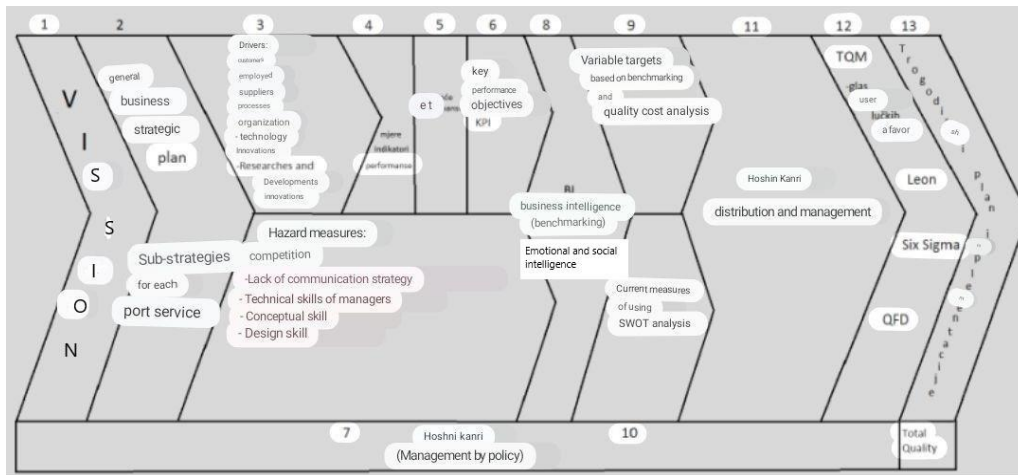 1
2
3
4
5
6
8
9
11
12
13
V
I
S
S
I
O
N
general
business
strategic
plan
Sub-strategies
for each
port service
Drivers:
customers
employed
suppliers
processes
organization
- technology
Innovations
-Researches and
Developments
innovations
Hazard measures:
competition
-Lack of communication strategy
- Technical skills of managers
- Conceptual skill
- Design skill
mjere
indikatori
performanse
e t
key
performance
objectives
KPI
BI
business intelligence
(benchmarking)
Emotional and social
intelligence
Variable targets
based on benchmarking
and
quality cost analysis
Current measures
of using
SWOT analysis
Hoshin Kanri
distribution and management
TQM
-glas
user
lučkih
a favor
Leon
Six Sigma
QFD
7
Hoshni kanri
(Management by policy)
10
Total
Quality